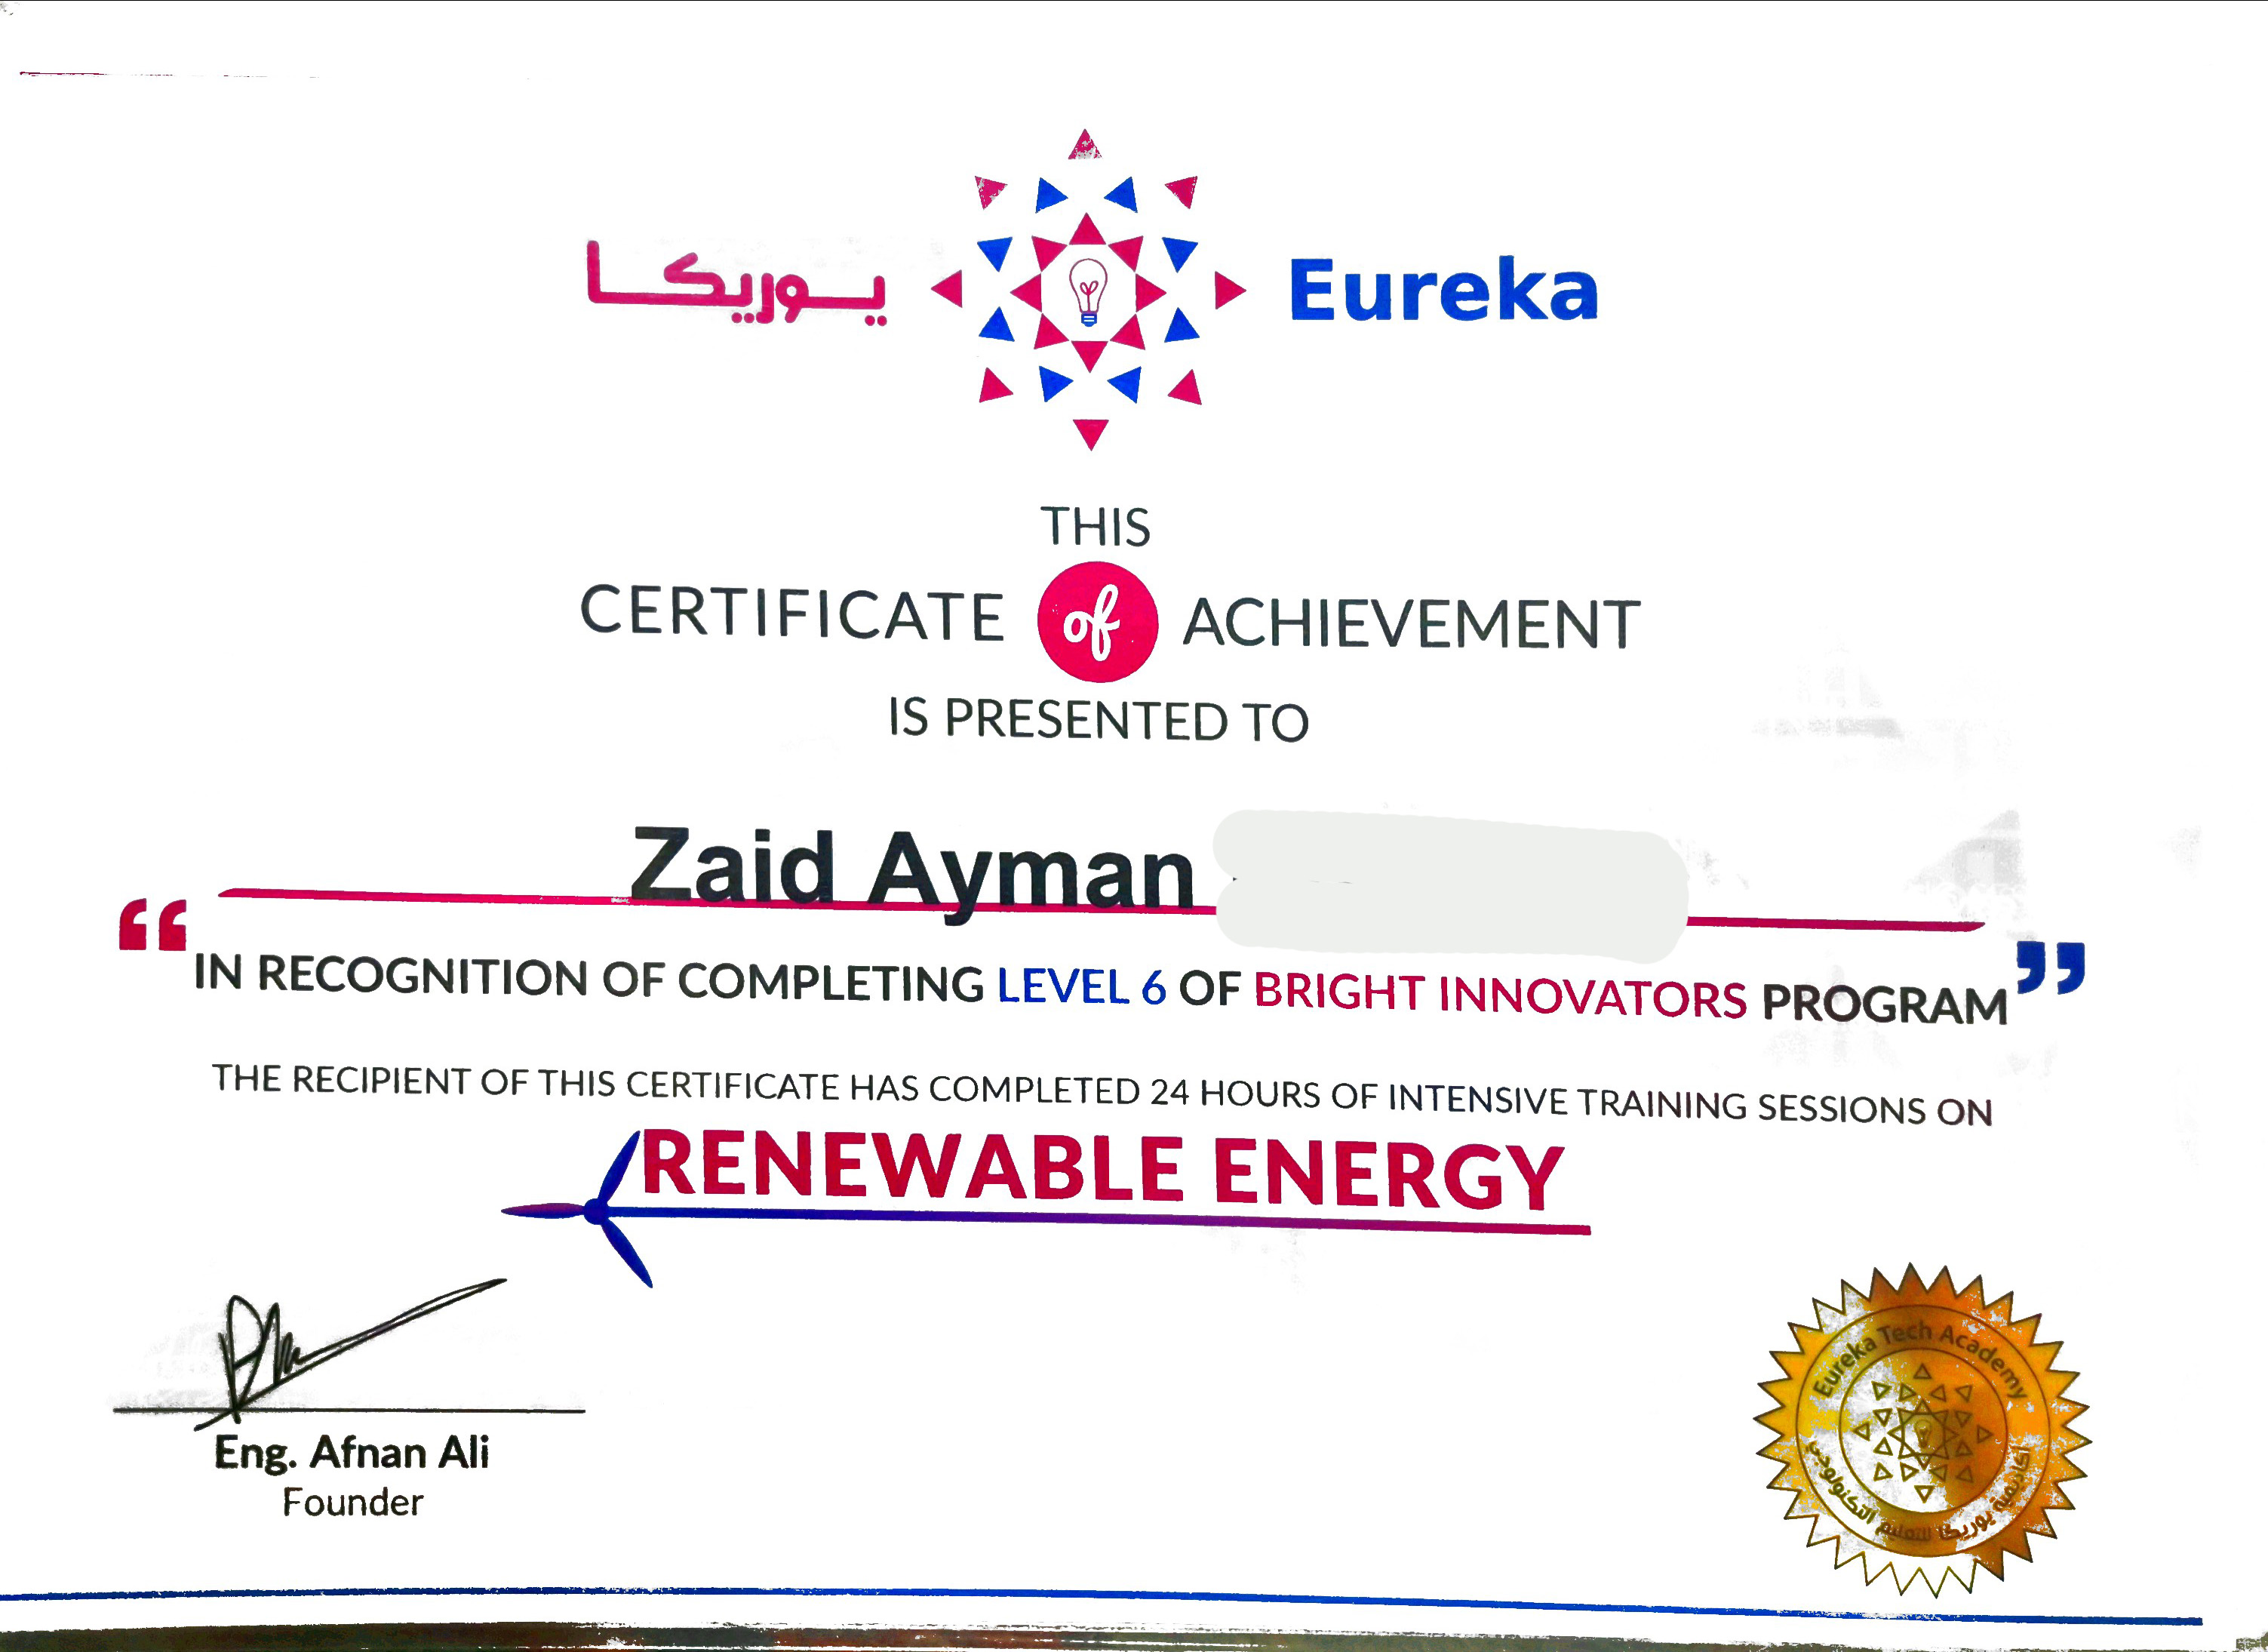 يوريكا Eureka
THIS
CERTIFICATE of ACHIEVEMENT
IS PRESENTED TO
Zaid Ayman
“IN RECOGNITION OF COMPLETING LEVEL 6 OF BRIGHT INNOVATORS PROGRAM”
THE RECIPIENT OF THIS CERTIFICATE HAS COMPLETED 24 HOURS OF INTENSIVE TRAINING SESSIONS ON
RENEWABLE ENERGY
Eng. Afnan Ali
Founder
Eureka Tech Academy
أكاديمية يوريكا للتعليم التكنولوجي